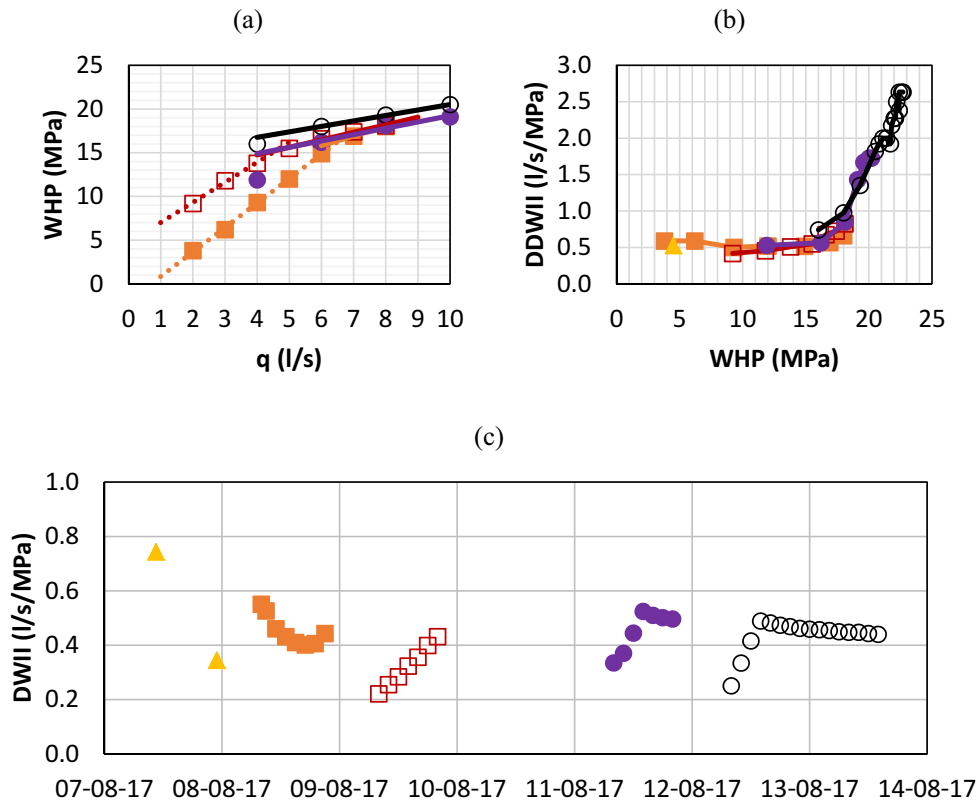 (a)
(b)
25
20
15
10
5
0
WHP (MPa)
0 1 2 3 4 5 6 7 8 9 10
q (l/s)
3.0
2.5
2.0
1.5
1.0
0.5
0.0
DDWII (l/s/MPa)
0 5 10 15 20 25
WHP (MPa)
(c)
1.0
0.8
0.6
0.4
0.2
0.0
DWII (l/s/MPa)
07-08-17 08-08-17 09-08-17 10-08-17 11-08-17 12-08-17 13-08-17 14-08-17